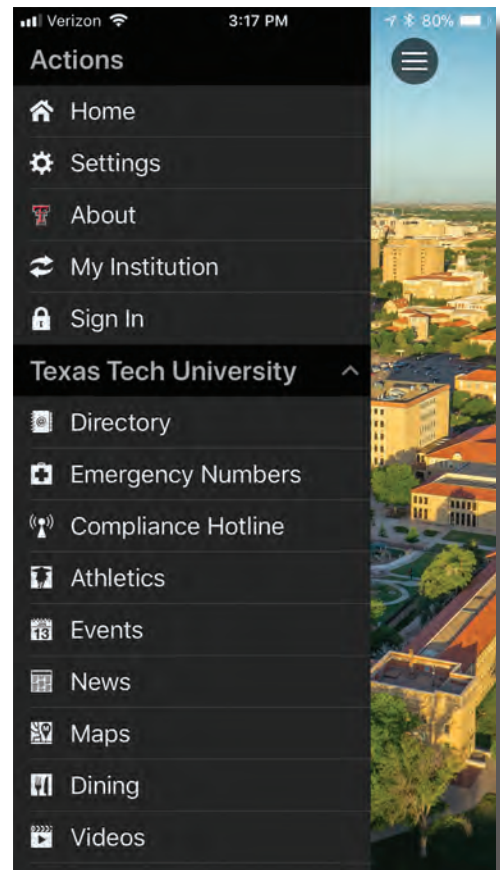 Verizon 3:17 PM 80%
Actions
Home
Settings
About
My Institution
Sign In
Texas Tech University
Directory
Emergency Numbers
Compliance Hotline
Athletics
13 Events
News
Maps
Dining
Videos